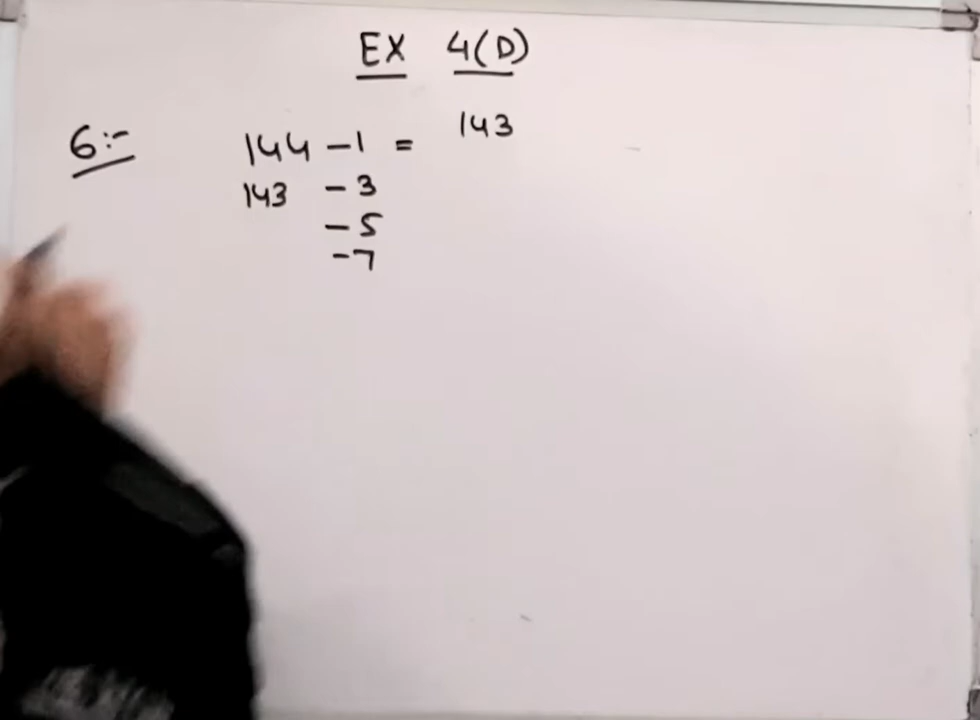 EX 4(D)
6:- 144 - 1 = 143
143 - 3
- 5
- 7